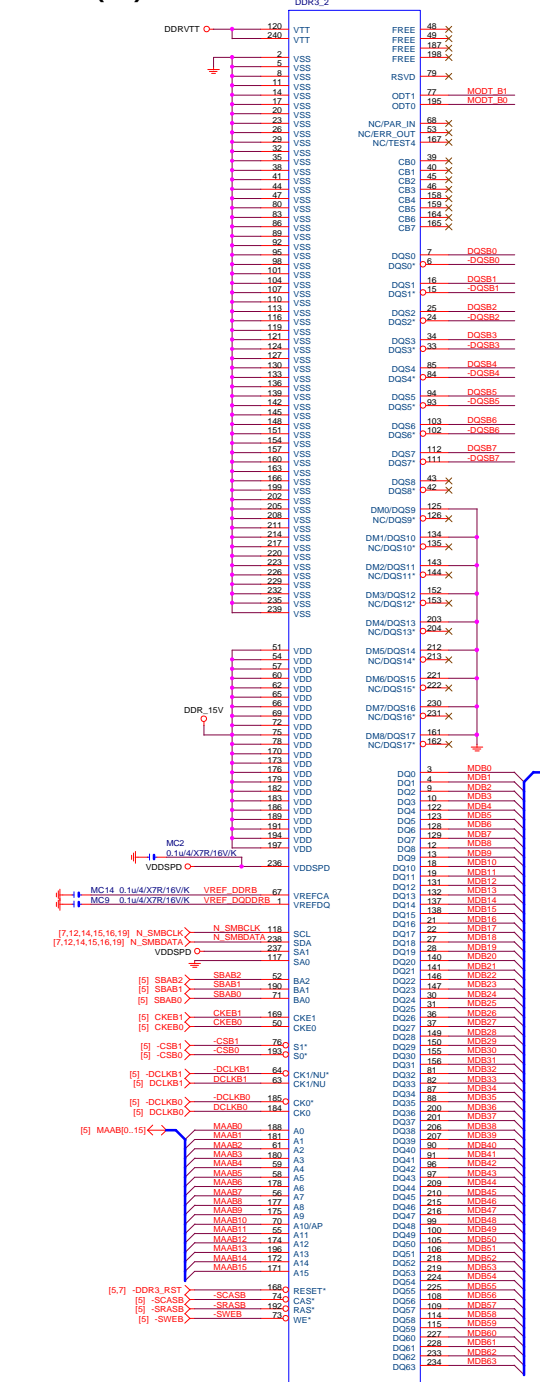 DDR3_2
DDRVTT 120 VTT
240 VTT
2 VSS
5 VSS
8 VSS
11 VSS
14 VSS
17 VSS
20 VSS
23 VSS
26 VSS
29 VSS
32 VSS
35 VSS
38 VSS
41 VSS
44 VSS
47 VSS
80 VSS
83 VSS
86 VSS
89 VSS
92 VSS
95 VSS
98 VSS
101 VSS
104 VSS
107 VSS
110 VSS
113 VSS
116 VSS
119 VSS
121 VSS
124 VSS
127 VSS
130 VSS
133 VSS
136 VSS
139 VSS
142 VSS
145 VSS
148 VSS
151 VSS
154 VSS
157 VSS
160 VSS
163 VSS
166 VSS
199 VSS
202 VSS
205 VSS
208 VSS
211 VSS
214 VSS
217 VSS
220 VSS
223 VSS
226 VSS
229 VSS
232 VSS
235 VSS
239 VSS
51 VDD
54 VDD
57 VDD
60 VDD
62 VDD
65 VDD
66 VDD
DDR_15V
69 VDD
72 VDD
75 VDD
78 VDD
170 VDD
173 VDD
176 VDD
179 VDD
182 VDD
183 VDD
186 VDD
189 VDD
191 VDD
194 VDD
197 VDD
MC2
0.1u/4/X7R/16V/K
VDDSPD 236 VDDSPD
MC14 0.1u/4/X7R/16V/K VREF_DDRB 67 VREFCA
MC9 0.1u/4/X7R/16V/K VREF_DQDDRB 1 VREFDQ
[7,12,14,15,16,19] N_SMBCLK N_SMBCLK 118 SCL
[7,12,14,15,16,19] N_SMBDATA N_SMBDATA 238 SDA
VDDSPD 237 SA1
117 SA0
[5] SBAB2 SBAB2 52 BA2
[5] SBAB1 SBAB1 190 BA1
[5] SBAB0 SBAB0 71 BA0
[5] CKEB1 CKEB1 169 CKE1
[5] CKEB0 CKEB0 50 CKE0
[5] -CSB1 -CSB1 76 S1*
[5] -CSB0 -CSB0 193 S0*
[5] -DCLKB1 -DCLKB1 64 CK1/NU*
[5] DCLKB1 DCLKB1 63 CK1/NU
[5] -DCLKB0 -DCLKB0 185 CK0*
[5] DCLKB0 DCLKB0 184 CK0
[5] MAAB[0..15] MAAB0 188 A0
MAAB1 181 A1
MAAB2 61 A2
MAAB3 180 A3
MAAB4 59 A4
MAAB5 58 A5
MAAB6 178 A6
MAAB7 56 A7
MAAB8 177 A8
MAAB9 175 A9
MAAB10 70 A10/AP
MAAB11 55 A11
MAAB12 174 A12
MAAB13 196 A13
MAAB14 172 A14
MAAB15 171 A15
[5,7] -DDR3_RST 168 RESET*
[5] -SCASB -SCASB 74 CAS*
[5] -SRASB -SRASB 192 RAS*
[5] -SWEB -SWEB 73 WE*
FREE 48
FREE 49
FREE 187
FREE 198
RSVD 79
ODT1 77 MODT_B1
ODT0 195 MODT_B0
NC/PAR_IN 68
NC/ERR_OUT 53
NC/TEST4 167
CB0 39
CB1 40
CB2 45
CB3 46
CB4 158
CB5 159
CB6 164
CB7 165
DQS0 7 DQSB0
DQS0* 6 -DQSB0
DQS1 16 DQSB1
DQS1* 15 -DQSB1
DQS2 25 DQSB2
DQS2* 24 -DQSB2
DQS3 34 DQSB3
DQS3* 33 -DQSB3
DQS4 85 DQSB4
DQS4* 84 -DQSB4
DQS5 94 DQSB5
DQS5* 93 -DQSB5
DQS6 103 DQSB6
DQS6* 102 -DQSB6
DQS7 112 DQSB7
DQS7* 111 -DQSB7
DQS8 43
DQS8* 42
DM0/DQS9 125
NC/DQS9* 126
DM1/DQS10 134
NC/DQS10* 135
DM2/DQS11 143
NC/DQS11* 144
DM3/DQS12 152
NC/DQS12* 153
DM4/DQS13 203
NC/DQS13* 204
DM5/DQS14 212
NC/DQS14* 213
DM6/DQS15 221
NC/DQS15* 222
DM7/DQS16 230
NC/DQS16* 231
DM8/DQS17 161
NC/DQS17* 162
DQ0 3 MDB0
DQ1 4 MDB1
DQ2 9 MDB2
DQ3 10 MDB3
DQ4 122 MDB4
DQ5 123 MDB5
DQ6 128 MDB6
DQ7 129 MDB7
DQ8 12 MDB8
DQ9 13 MDB9
DQ10 18 MDB10
DQ11 19 MDB11
DQ12 131 MDB12
DQ13 132 MDB13
DQ14 137 MDB14
DQ15 138 MDB15
DQ16 21 MDB16
DQ17 22 MDB17
DQ18 27 MDB18
DQ19 28 MDB19
DQ20 140 MDB20
DQ21 141 MDB21
DQ22 146 MDB22
DQ23 147 MDB23
DQ24 30 MDB24
DQ25 31 MDB25
DQ26 36 MDB26
DQ27 37 MDB27
DQ28 149 MDB28
DQ29 150 MDB29
DQ30 155 MDB30
DQ31 156 MDB31
DQ32 81 MDB32
DQ33 82 MDB33
DQ34 87 MDB34
DQ35 88 MDB35
DQ36 200 MDB36
DQ37 201 MDB37
DQ38 206 MDB38
DQ39 207 MDB39
DQ40 90 MDB40
DQ41 91 MDB41
DQ42 96 MDB42
DQ43 97 MDB43
DQ44 209 MDB44
DQ45 210 MDB45
DQ46 215 MDB46
DQ47 216 MDB47
DQ48 99 MDB48
DQ49 100 MDB49
DQ50 105 MDB50
DQ51 106 MDB51
DQ52 218 MDB52
DQ53 219 MDB53
DQ54 224 MDB54
DQ55 225 MDB55
DQ56 108 MDB56
DQ57 109 MDB57
DQ58 114 MDB58
DQ59 115 MDB59
DQ60 227 MDB60
DQ61 228 MDB61
DQ62 233 MDB62
DQ63 234 MDB63